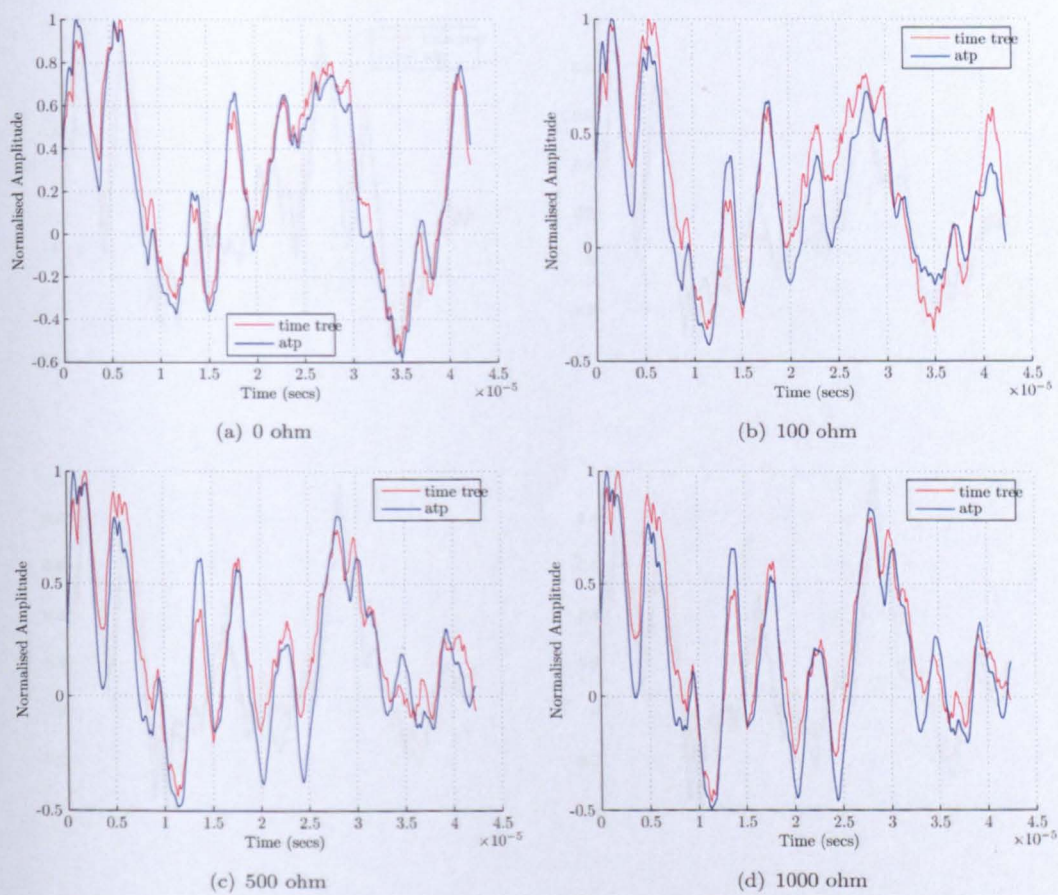 1
0.8
0.6
0.4
0.2
0
-0.2
-0.4
-0.6
Normalised Amplitude
time tree
atp
0 0.5 1 1.5 2 2.5 3 3.5 4 4.5
Time (secs)
×10⁻⁵
(a) 0 ohm
1
0.5
0
-0.5
Normalised Amplitude
time tree
atp
0 0.5 1 1.5 2 2.5 3 3.5 4 4.5
Time (secs)
×10⁻⁵
(b) 100 ohm
1
0.5
0
-0.5
Normalised Amplitude
time tree
atp
0 0.5 1 1.5 2 2.5 3 3.5 4 4.5
Time (secs)
×10⁻⁵
(c) 500 ohm
1
0.5
0
-0.5
Normalised Amplitude
time tree
atp
0 0.5 1 1.5 2 2.5 3 3.5 4 4.5
Time (secs)
×10⁻⁵
(d) 1000 ohm